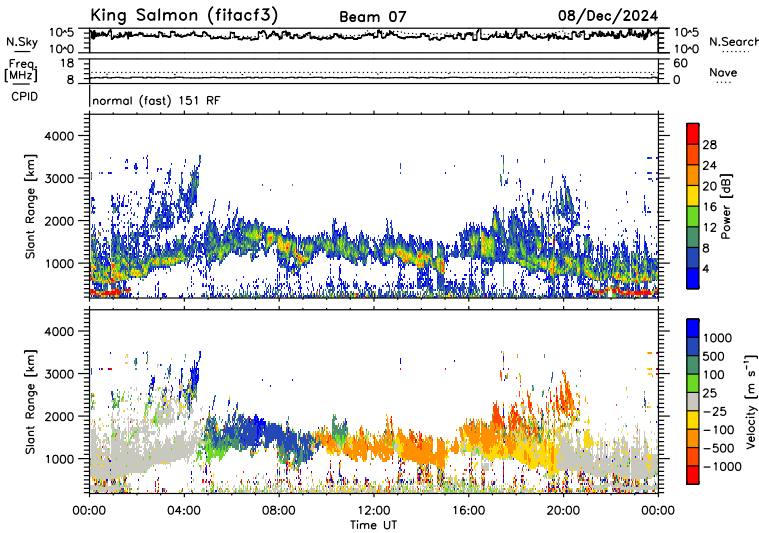 King Salmon (fitacf3) Beam 07 08/Dec/2024
N.Sky 10^5 10^0 10^5 10^0 N.Search
Freq. [MHz] 18 8 60 0 Nave
CPID normal (fast) 151 RF
Slant Range [km] 4000 3000 2000 1000
Power [dB] 28 24 20 16 12 8 4
Slant Range [km] 4000 3000 2000 1000
Velocity [m s⁻¹] 1000 500 100 25 −25 −100 −500 −1000
00:00 04:00 08:00 12:00 16:00 20:00 00:00
Time UT